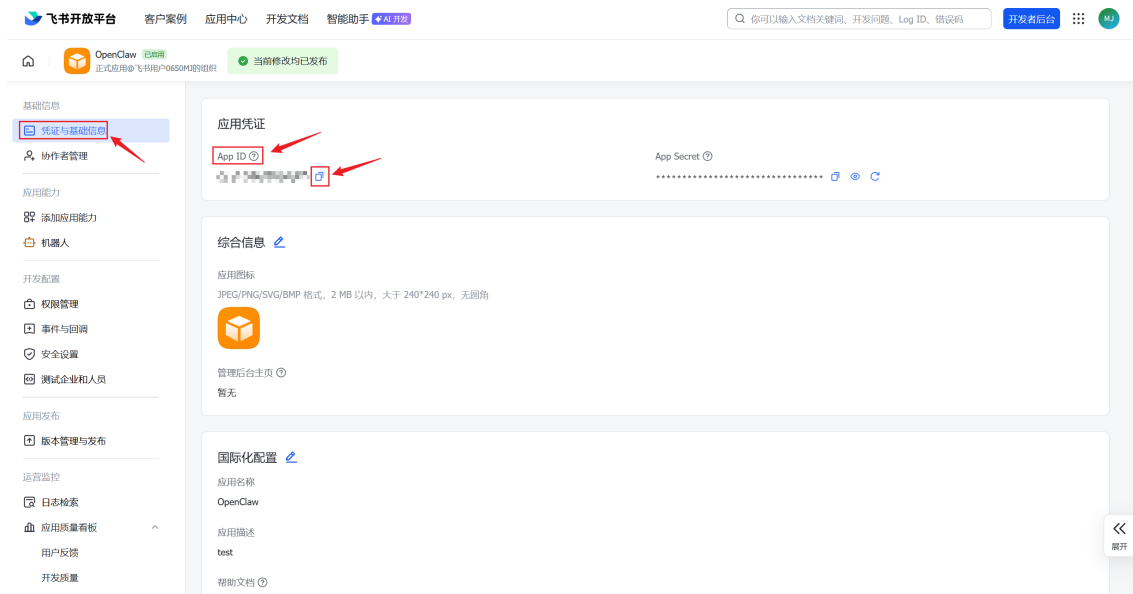 飞书开放平台 客户案例 应用中心 开发文档 智能助手 AI 开发 你可以输入文档关键词、开发问题、Log ID、错误码 开发者后台 MJ
OpenClaw 已启用
正式应用@飞书用户0650MJ的组织
当前修改均已发布
基础信息
凭证与基础信息
协作者管理
应用能力
添加应用能力
机器人
开发配置
权限管理
事件与回调
安全设置
测试企业和人员
应用发布
版本管理与发布
运营监控
日志检索
应用质量看板
用户反馈
开发质量
应用凭证
App ID
App Secret
******************************
综合信息
应用图标
JPEG/PNG/SVG/BMP 格式，2 MB 以内，大于 240*240 px，无圆角
管理后台主页
暂无
国际化配置
应用名称
OpenClaw
应用描述
test
帮助文档
展开